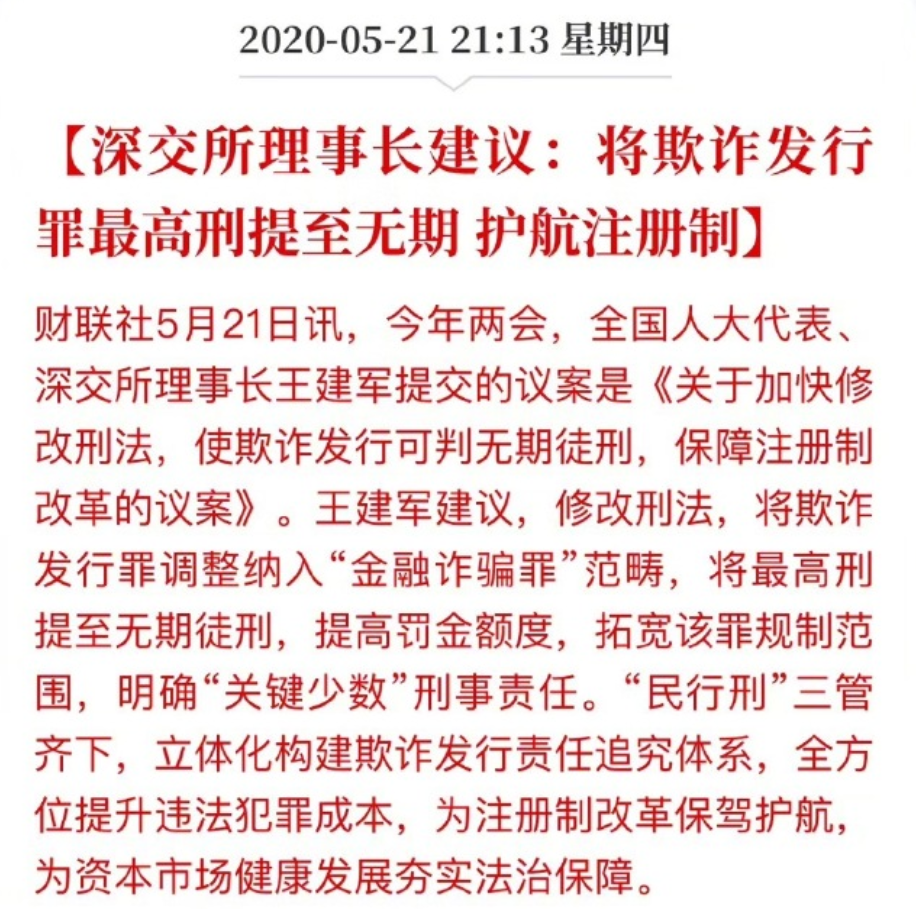 2020-05-21 21:13 星期四
【深交所理事长建议：将欺诈发行
罪最高刑提至无期 护航注册制】
财联社5月21日讯，今年两会，全国人大代表、
深交所理事长王建军提交的议案是《关于加快修
改刑法，使欺诈发行可判无期徒刑，保障注册制
改革的议案》。王建军建议，修改刑法，将欺诈
发行罪调整纳入“金融诈骗罪”范畴，将最高刑
提至无期徒刑，提高罚金额度，拓宽该罪规制范
围，明确“关键少数”刑事责任。“民行刑”三管
齐下，立体化构建欺诈发行责任追究体系，全方
位提升违法犯罪成本，为注册制改革保驾护航，
为资本市场健康发展夯实法治保障。